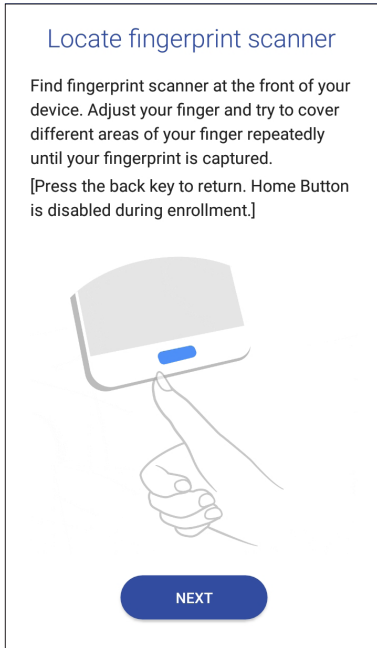 Locate fingerprint scanner
Find fingerprint scanner at the front of your
device. Adjust your finger and try to cover
different areas of your finger repeatedly
until your fingerprint is captured.
[Press the back key to return. Home Button
is disabled during enrollment.]
NEXT